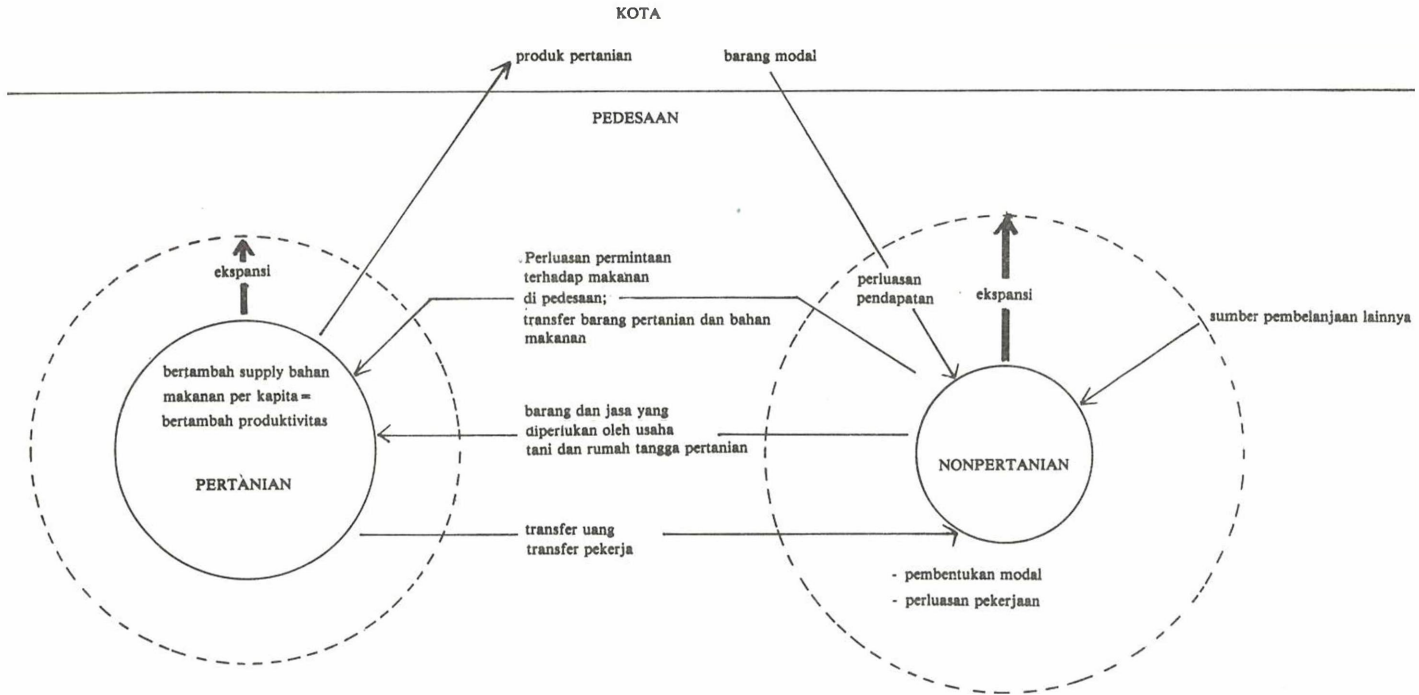 KOTA
produk pertanian
barang modal
PEDESAAN
ekspansi
Perluasan permintaan
terhadap makanan
di pedesaan;
transfer barang pertanian dan bahan
makanan
perluasan
pendapatan
ekspansi
sumber pembelanjaan lainnya
bertambah supply bahan
makanan per kapita =
bertambah produktivitas
PERTANIAN
barang dan jasa yang
diperlukan oleh usaha
tani dan rumah tangga pertanian
NONPERTANIAN
transfer uang
transfer pekerja
- pembentukan modal
- perluasan pekerjaan